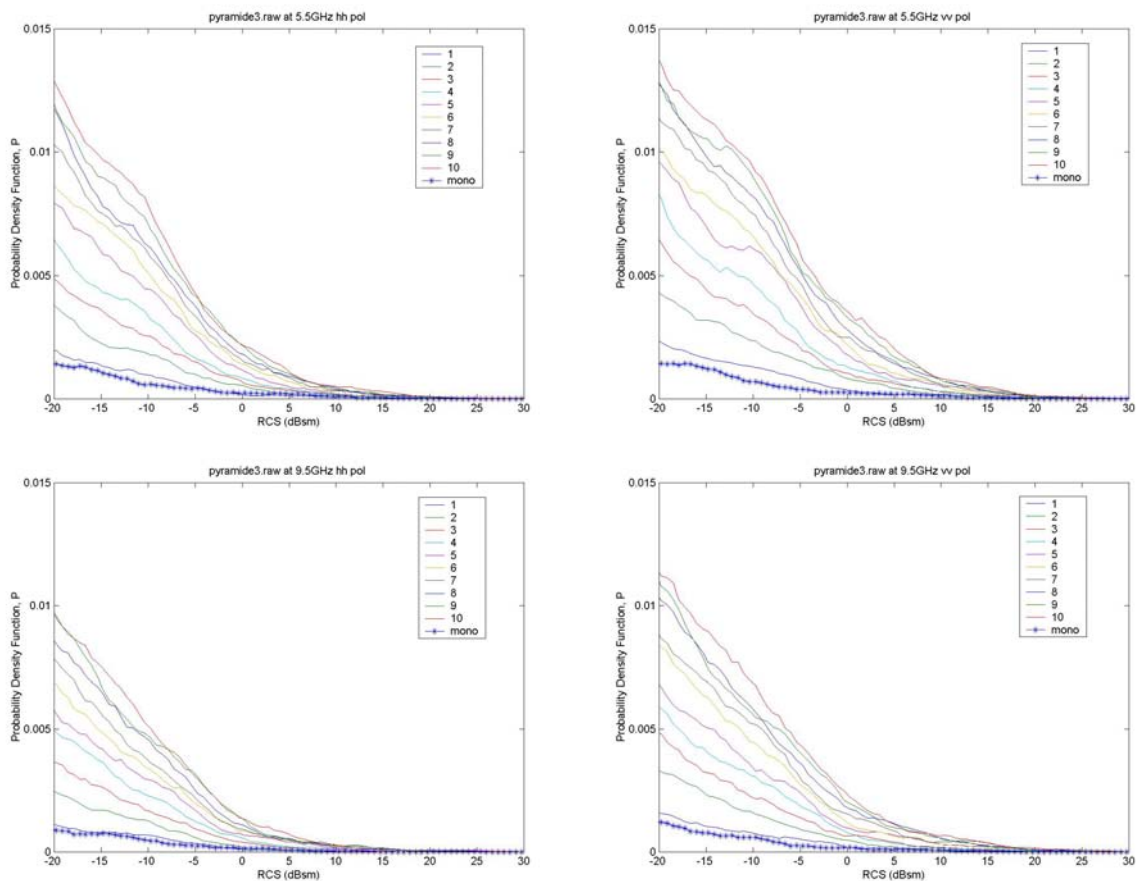 pyramide3.raw at 5.5GHz hh pol
0.015
0.01
0.005
0
Probability Density Function, P
1
2
3
4
5
6
7
8
9
10
mono
-20 -15 -10 -5 0 5 10 15 20 25 30
RCS (dBsm)
pyramide3.raw at 5.5GHz vv pol
0.015
0.01
0.005
0
Probability Density Function, P
1
2
3
4
5
6
7
8
9
10
mono
-20 -15 -10 -5 0 5 10 15 20 25 30
RCS (dBsm)
pyramide3.raw at 9.5GHz hh pol
0.015
0.01
0.005
0
Probability Density Function, P
1
2
3
4
5
6
7
8
9
10
mono
-20 -15 -10 -5 0 5 10 15 20 25 30
RCS (dBsm)
pyramide3.raw at 9.5GHz vv pol
0.015
0.01
0.005
0
Probability Density Function, P
1
2
3
4
5
6
7
8
9
10
mono
-20 -15 -10 -5 0 5 10 15 20 25 30
RCS (dBsm)